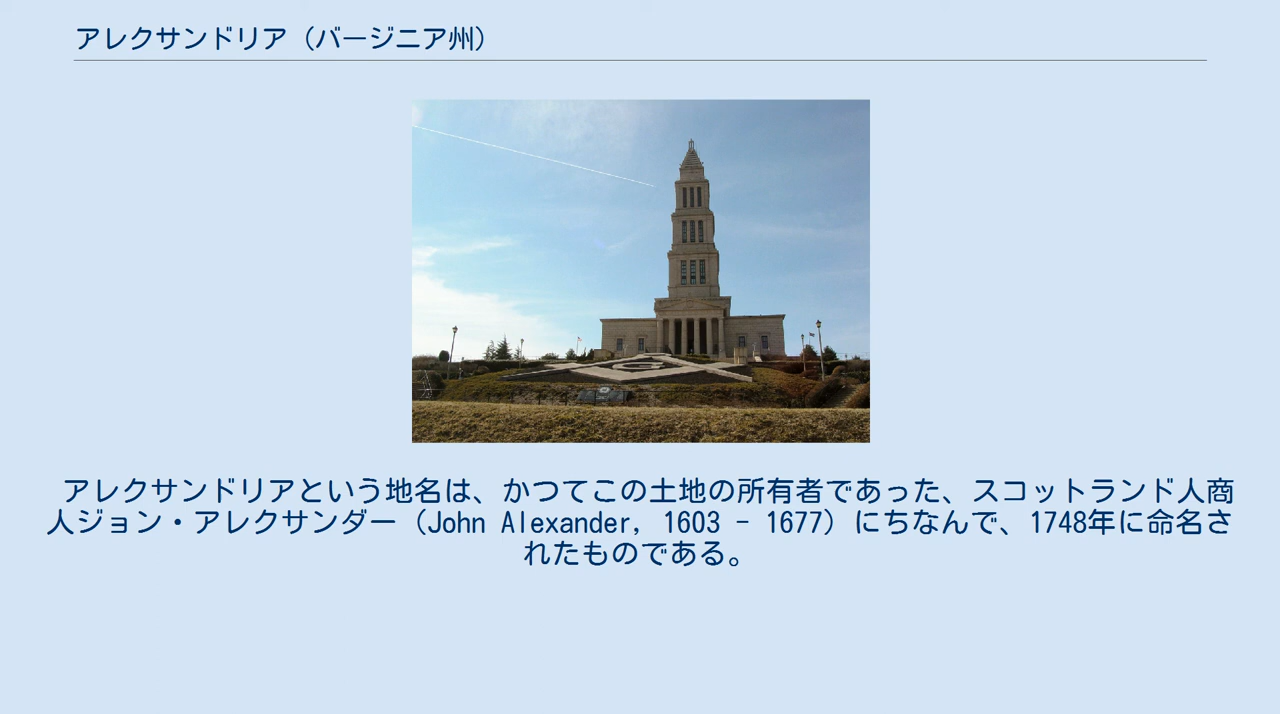 アレクサンドリア（バージニア州）
アレクサンドリアという地名は、かつてこの土地の所有者であった、スコットランド人商
人ジョン・アレクサンダー（John Alexander, 1603 - 1677）にちなんで、1748年に命名さ
れたものである。